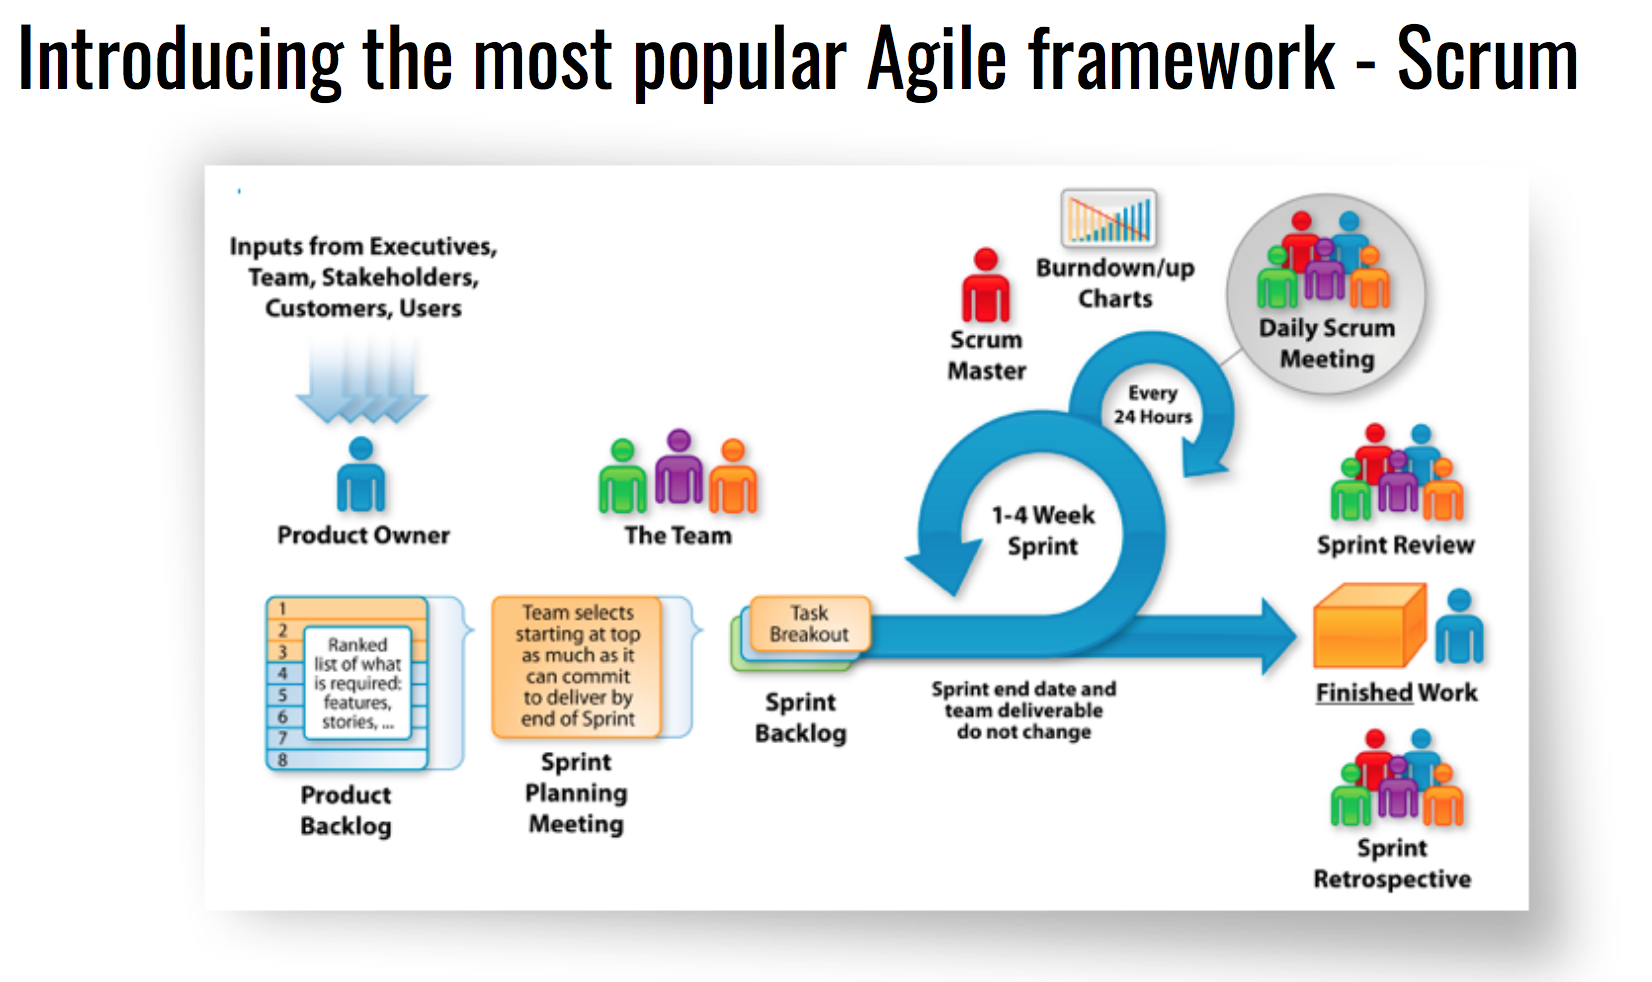 Introducing the most popular Agile framework - Scrum
Inputs from Executives,
Team, Stakeholders,
Customers, Users
Product Owner
The Team
Scrum
Master
Burndown/up
Charts
Daily Scrum
Meeting
Every
24 Hours
1-4 Week
Sprint
Sprint Review
1
2
3
4
5
6
7
8
Ranked
list of what
is required:
features,
stories, ...
Product
Backlog
Team selects
starting at top
as much as it
can commit
to deliver by
end of Sprint
Sprint
Planning
Meeting
Task
Breakout
Sprint
Backlog
Sprint end date and
team deliverable
do not change
Finished Work
Sprint
Retrospective